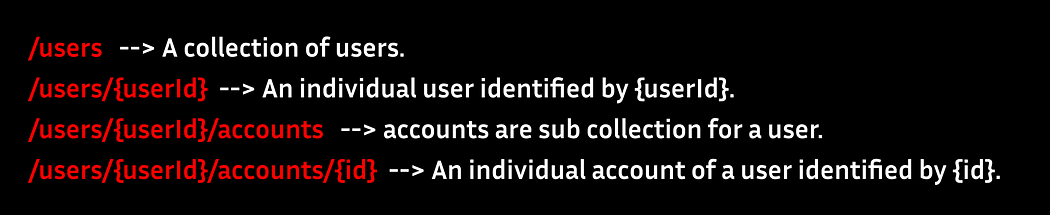 /users --> A collection of users.
/users/{userId} --> An individual user identified by {userId}.
/users/{userId}/accounts --> accounts are sub collection for a user.
/users/{userId}/accounts/{id} --> An individual account of a user identified by {id}.